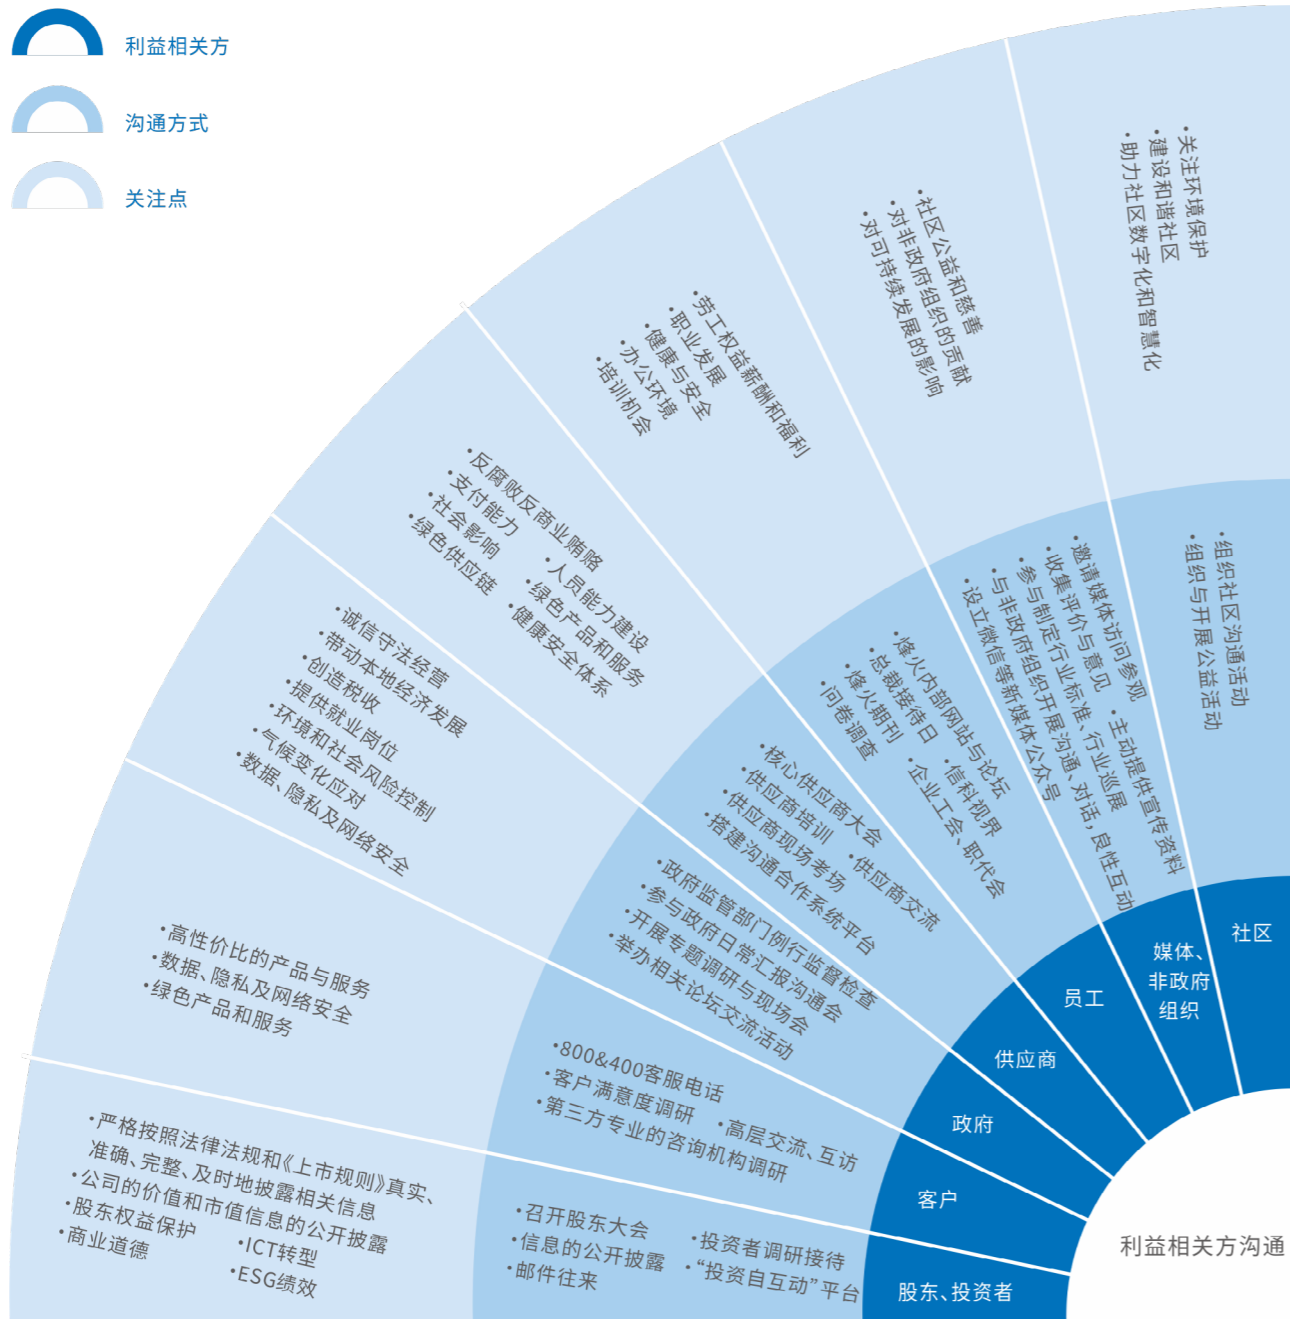 利益相关方
沟通方式
关注点
·关注环境保护
·建设和谐社区
·助力社区数字化和智慧化
·组织社区沟通活动
·组织与开展公益活动
社区
·社区公益和慈善
·对非政府组织的贡献
·对可持续发展的影响
·邀请媒体访问参观
·收集评价与意见
·主动提供宣传资料
·参与制定行业标准、行业巡展
·与非政府组织开展沟通、对话，良性互动
·设立微信等新媒体公众号
媒体、
非政府
组织
·劳工权益薪酬和福利
·职业发展
·健康与安全
·办公环境
·培训机会
·烽火内部网站与论坛
·总裁接待日
·信科视界
·烽火期刊
·企业工会、职代会
·问卷调查
员工
·反腐败反商业贿赂
·支付能力
·人员能力建设
·社会影响
·绿色产品和服务
·绿色供应链
·健康安全体系
·核心供应商大会
·供应商培训
·供应商交流
·供应商现场考场
·搭建沟通合作系统平台
供应商
·诚信守法经营
·带动本地经济发展
·创造税收
·提供就业岗位
·环境和社会风险控制
·气候变化应对
·数据、隐私及网络安全
·政府监管部门例行监督检查
·参与政府日常汇报沟通会
·开展专题调研与现场会
·举办相关论坛交流活动
政府
·高性价比的产品与服务
·数据、隐私及网络安全
·绿色产品和服务
·800&400客服电话
·客户满意度调研
·高层交流、互访
·第三方专业的咨询机构调研
客户
·严格按照法律法规和《上市规则》真实、
准确、完整、及时地披露相关信息
·公司的价值和市值信息的公开披露
·股东权益保护
·ICT转型
·商业道德
·ESG绩效
·召开股东大会
·投资者调研接待
·信息的公开披露
·“投资自互动”平台
·邮件往来
股东、投资者
利益相关方沟通